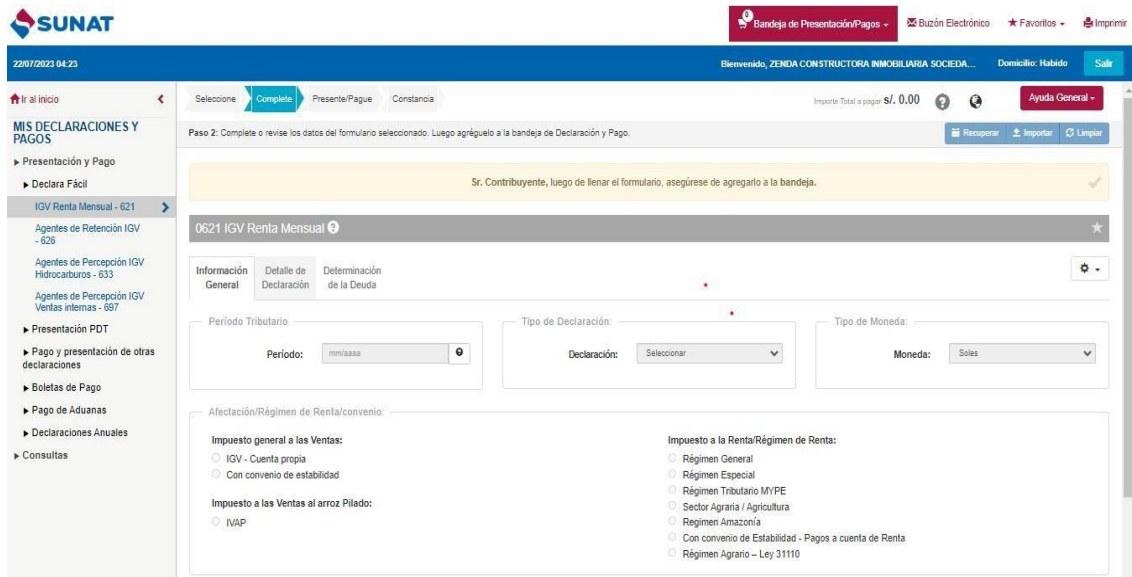 SUNAT
0
Bandeja de Presentación/Pagos
Buzón Electrónico
Favoritos
Imprimir
22/07/2023 04:23
Bienvenido, ZENDA CONSTRUCTORA INMOBILIARIA SOCIEDA...
Domicilio: Habido
Salir
Ir al inicio
Seleccione
Complete
Presente/Pague
Constancia
Importe Total a pagar S/. 0.00
Ayuda General
MIS DECLARACIONES Y
PAGOS
Paso 2: Complete o revise los datos del formulario seleccionado. Luego agréguelo a la bandeja de Declaración y Pago.
Recuperar
Importar
Limpiar
Presentación y Pago
Declara Fácil
IGV Renta Mensual - 621
Agentes de Retención IGV
- 626
Agentes de Percepción IGV
Hidrocarburos - 633
Agentes de Percepción IGV
Ventas internas - 697
Presentación PDT
Pago y presentación de otras
declaraciones
Boletas de Pago
Pago de Aduanas
Declaraciones Anuales
Consultas
Sr. Contribuyente, luego de llenar el formulario, asegúrese de agregarlo a la bandeja.
0621 IGV Renta Mensual
Información
General
Detalle de
Declaración
Determinación
de la Deuda
Período Tributario
Período:
mm/aaaa
Tipo de Declaración:
Declaración:
Seleccionar
Tipo de Moneda:
Moneda:
Soles
Afectación/Régimen de Renta/convenio:
Impuesto general a las Ventas:
IGV - Cuenta propia
Con convenio de estabilidad
Impuesto a las Ventas al arroz Pilado:
IVAP
Impuesto a la Renta/Régimen de Renta:
Régimen General
Régimen Especial
Régimen Tributario MYPE
Sector Agraria / Agricultura
Regimen Amazonía
Con convenio de Estabilidad - Pagos a cuenta de Renta
Régimen Agrario – Ley 31110